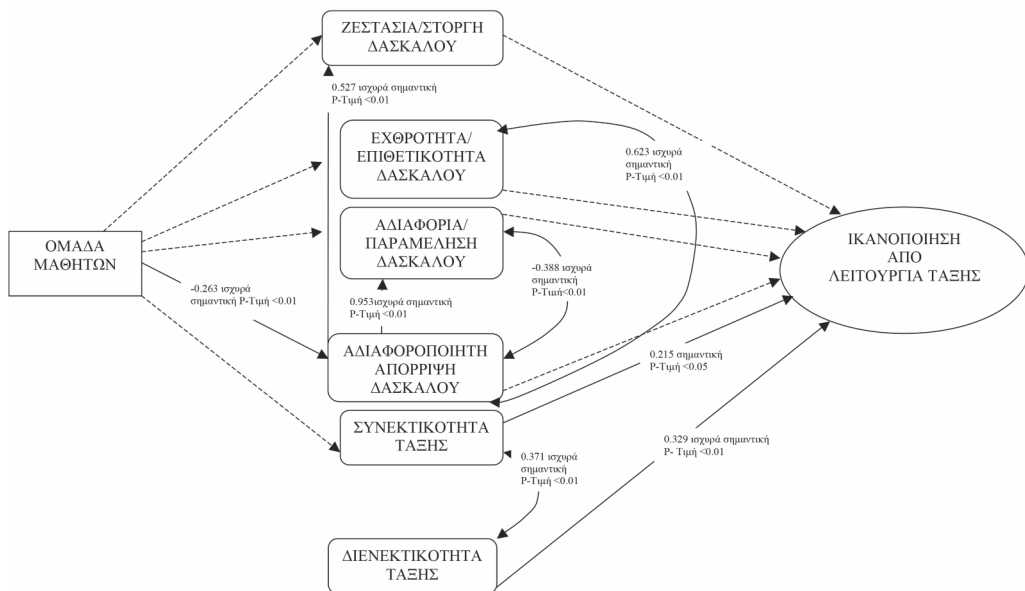 ΖΕΣΤΑΣΙΑ/ΣΤΟΡΓΗ
ΔΑΣΚΑΛΟΥ
0.527 ισχυρά σημαντική
Ρ-Τιμή <0.01
ΕΧΘΡΟΤΗΤΑ/
ΕΠΙΘΕΤΙΚΟΤΗΤΑ
ΔΑΣΚΑΛΟΥ
0.623 ισχυρά
σημαντική
Ρ-Τιμή <0.01
ΑΔΙΑΦΟΡΙΑ/
ΠΑΡΑΜΕΛΗΣΗ
ΔΑΣΚΑΛΟΥ
ΟΜΑΔΑ
ΜΑΘΗΤΩΝ
ΙΚΑΝΟΠΟΙΗΣΗ
ΑΠΟ
ΛΕΙΤΟΥΡΓΙΑ ΤΑΞΗΣ
-0.263 ισχυρά
σημαντική Ρ-Τιμή <0.01
-0.388 ισχυρά
σημαντική
Ρ-Τιμή<0.01
0.953ισχυρά σημαντική
Ρ-Τιμή <0.01
ΑΔΙΑΦΟΡΟΠΟΙΗΤΗ
ΑΠΟΡΡΙΨΗ
ΔΑΣΚΑΛΟΥ
0.215 σημαντική
Ρ-Τιμή <0.05
ΣΥΝΕΚΤΙΚΟΤΗΤΑ
ΤΑΞΗΣ
0.371 ισχυρά
σημαντική
Ρ-Τιμή <0.01
0.329 ισχυρά σημαντική
Ρ- Τιμή <0.01
ΔΙΕΝΕΚΤΙΚΟΤΗΤΑ
ΤΑΞΗΣ